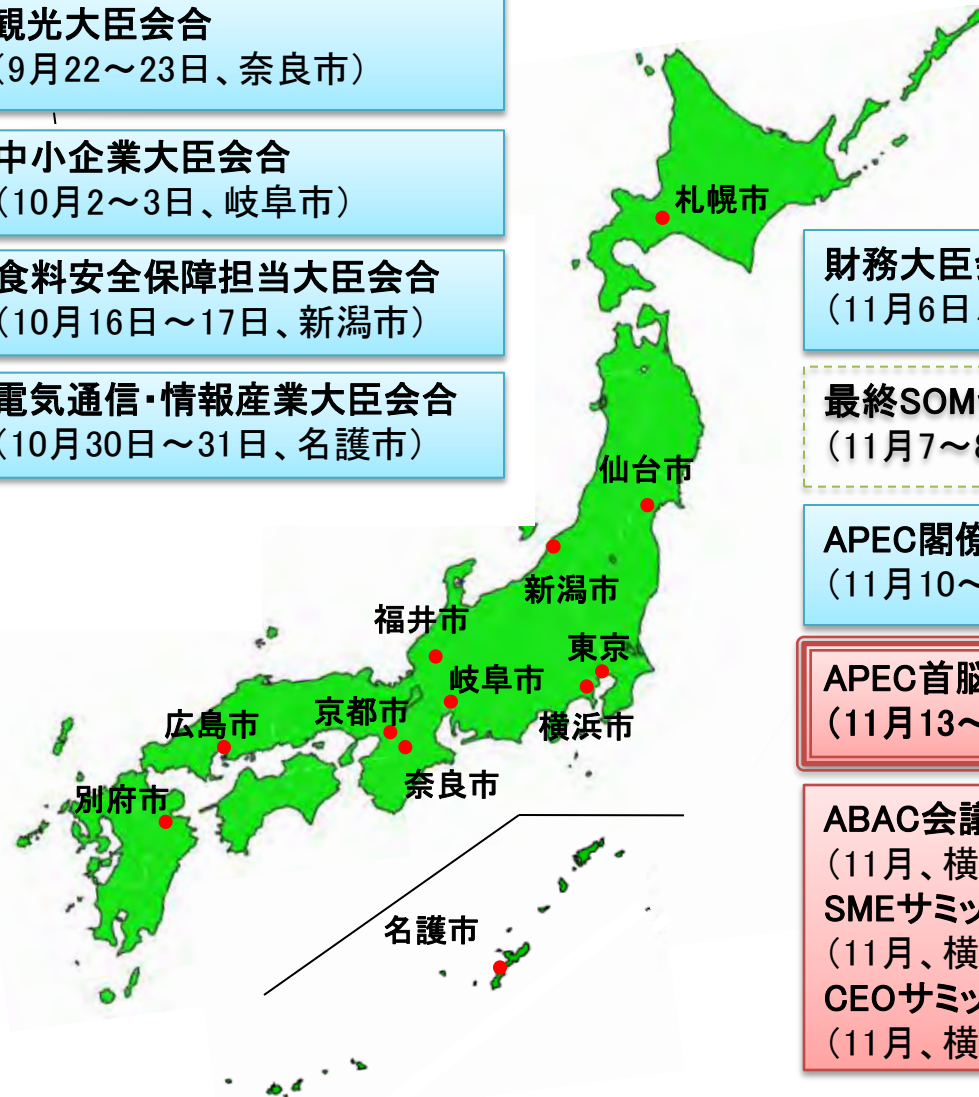 観光大臣会合
(9月22～23日、奈良市)
中小企業大臣会合
(10月2～3日、岐阜市)
食料安全保障担当大臣会合
(10月16日～17日、新潟市)
電気通信・情報産業大臣会合
(10月30日～31日、名護市)
札幌市
仙台市
新潟市
福井市
東京
岐阜市
横浜市
京都市
広島市
奈良市
別府市
名護市
財務大臣
(11月6日、
最終SOM
(11月7～8
APEC閣僚
(11月10～
APEC首脳
(11月13～
ABAC会議
(11月、横
SMEサミッ
(11月、横
CEOサミッ
(11月、横